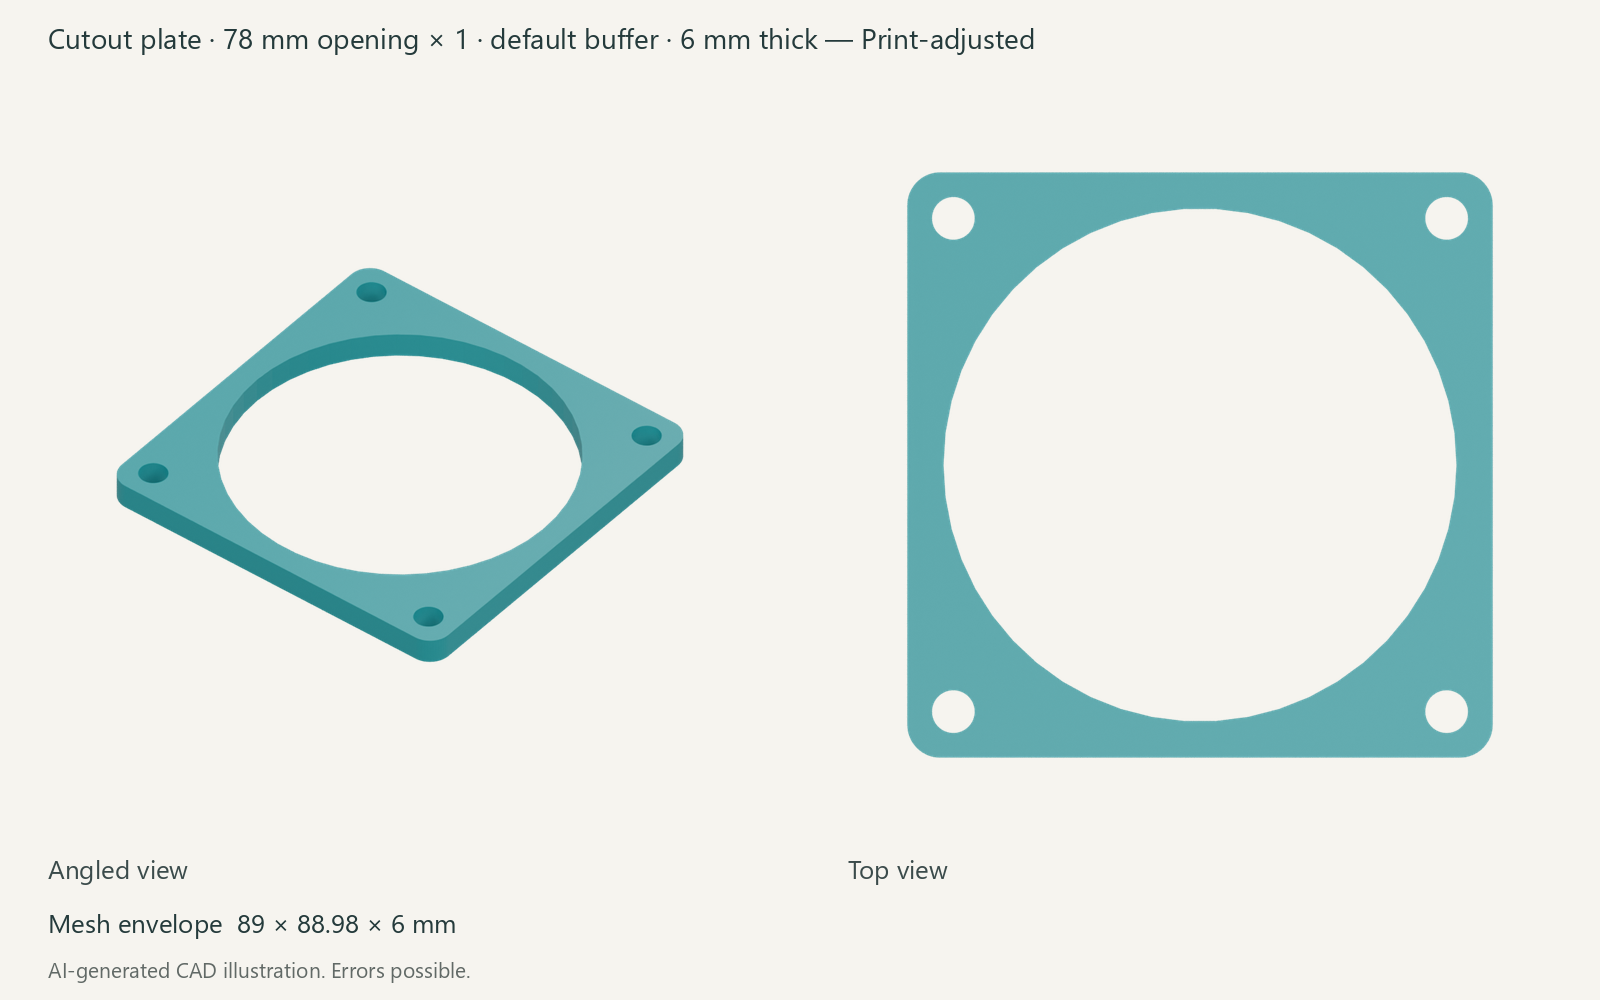 Cutout plate · 78 mm opening × 1 · default buffer · 6 mm thick — Print-adjusted
Angled view
Top view
Mesh envelope  89 × 88.98 × 6 mm
AI-generated CAD illustration. Errors possible.